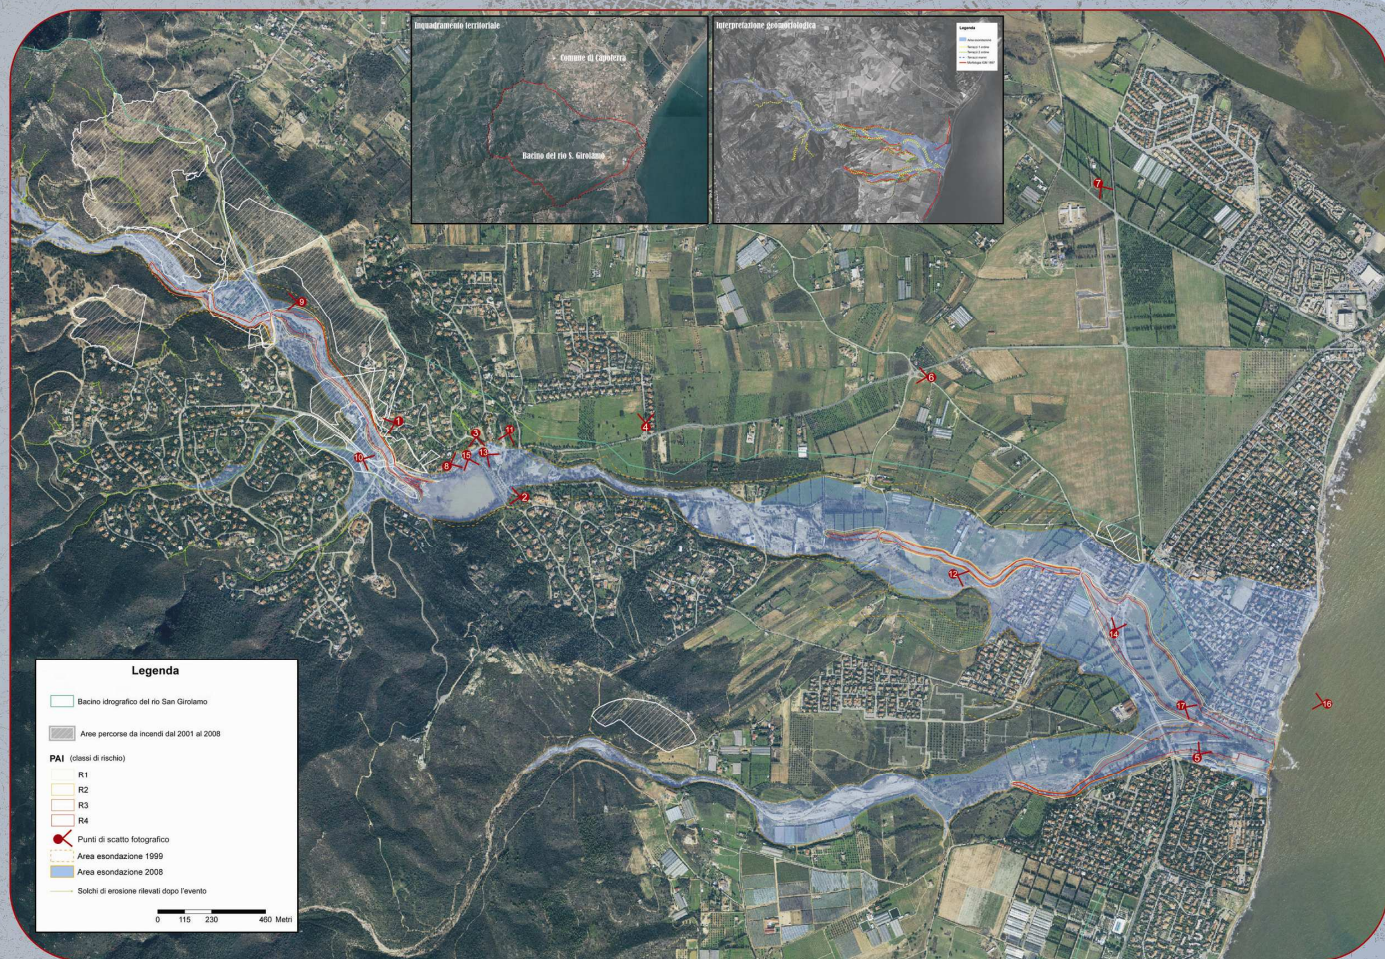 Inquadramento territoriale
Comune di Capoterra
Bacino del rio S. Girolamo
Interpretazione geomorfologica
Legenda
Area esondazione
7
9
6
1
4
3
11
13
15
8
10
2
12
14
17
16
5
Legenda
Bacino idrografico del rio San Girolamo
Aree percorse da incendi dal 2001 al 2008
PAI (classi di rischio)
R1
R2
R3
R4
Punti di scatto fotografico
Area esondazione 1999
Area esondazione 2008
Solchi di erosione rilevati dopo l'evento
0 115 230 460 Metri